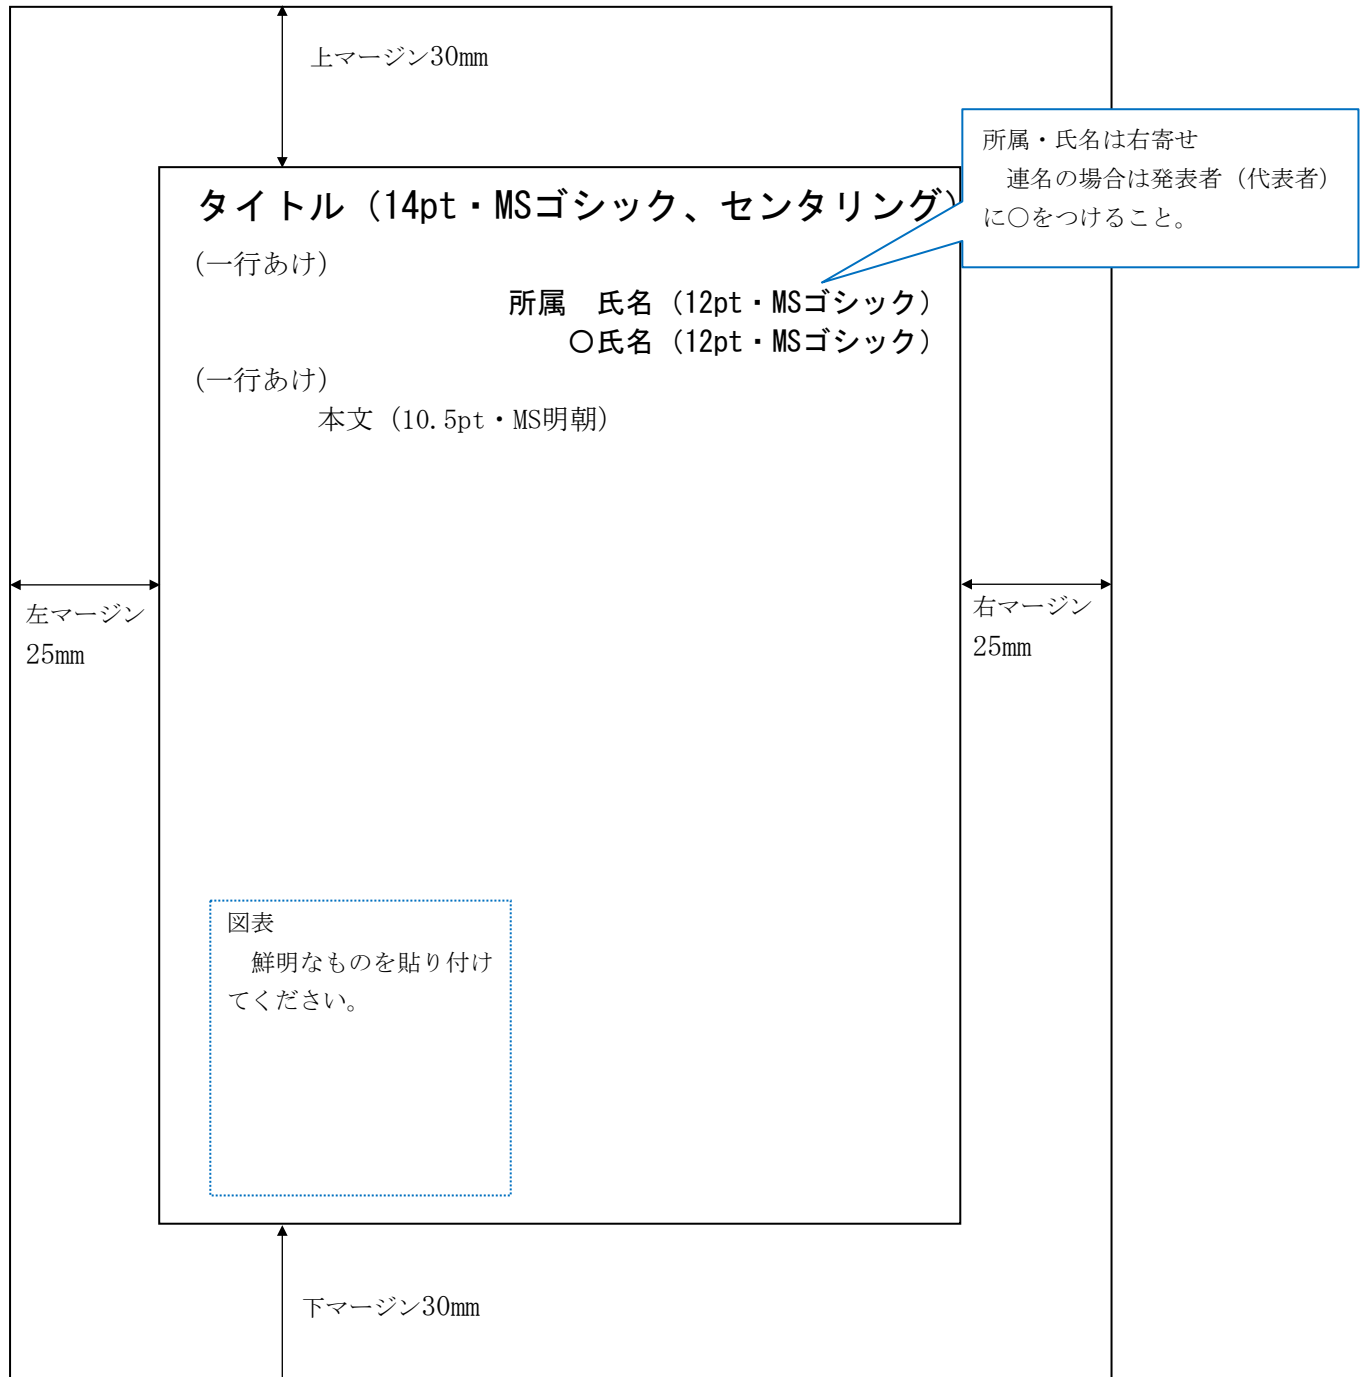 上マージン30mm
所属・氏名は右寄せ
　連名の場合は発表者（代表者）
に○をつけること。
タイトル（14pt・MSゴシック、センタリング）
(一行あけ)
所属　氏名（12pt・MSゴシック）
○氏名（12pt・MSゴシック）
(一行あけ)
本文（10.5pt・MS明朝）
左マージン
25mm
右マージン
25mm
図表
　鮮明なものを貼り付け
てください。
下マージン30mm